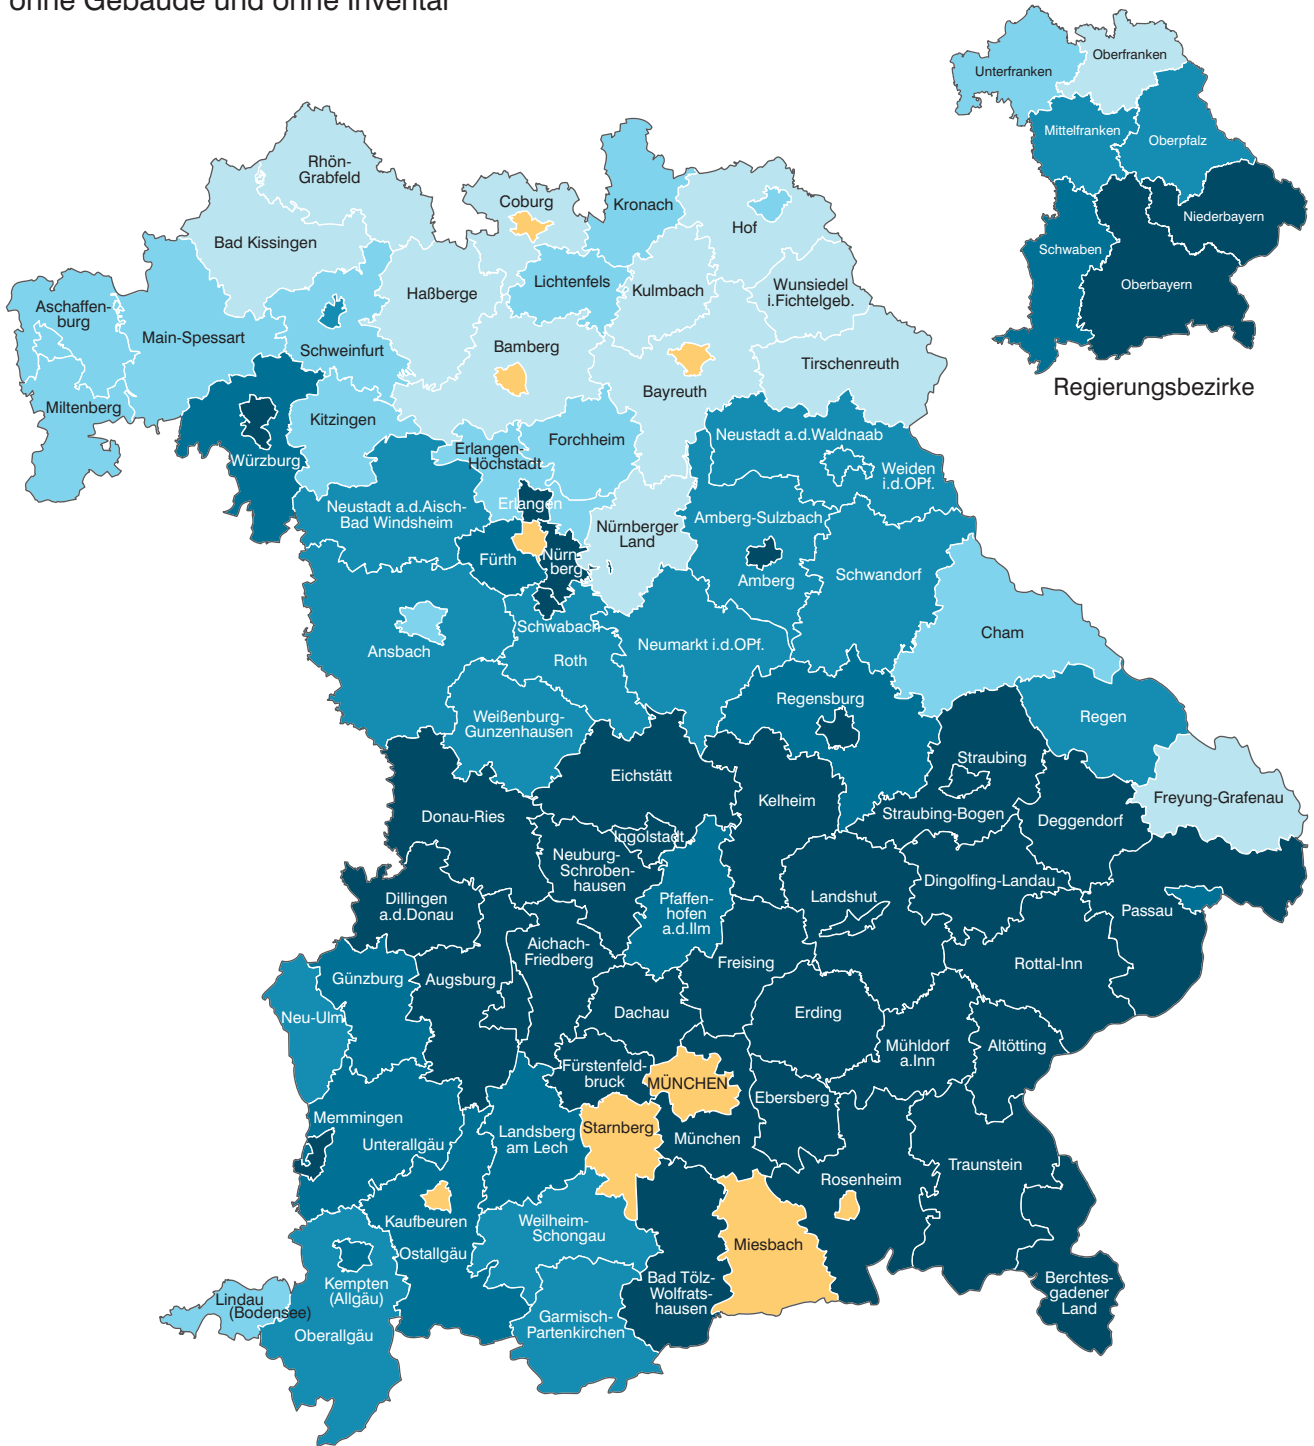 ohne Gebäude und ohne Inventar
Oberfranken
Unterfranken
Mittelfranken
Oberpfalz
Niederbayern
Schwaben
Oberbayern
Regierungsbezirke
Rhön-
Grabfeld
Coburg
Kronach
Hof
Bad Kissingen
Lichtenfels
Kulmbach
Wunsiedel
i.Fichtelgeb.
Haßberge
Aschaffen-
burg
Main-Spessart
Schweinfurt
Bamberg
Tirschenreuth
Bayreuth
Miltenberg
Kitzingen
Forchheim
Neustadt a.d.Waldnaab
Erlangen-
Höchstadt
Würzburg
Weiden
i.d.OPf.
Erlangen
Neustadt a.d.Aisch-
Bad Windsheim
Nürnberger
Land
Amberg-Sulzbach
Fürth
Nürn-
berg
Amberg
Schwandorf
Schwabach
Cham
Ansbach
Roth
Neumarkt i.d.OPf.
Regensburg
Weißenburg-
Gunzenhausen
Regen
Straubing
Eichstätt
Kelheim
Freyung-Grafenau
Donau-Ries
Straubing-Bogen
Deggendorf
Ingolstadt
Neuburg-
Schroben-
hausen
Dingolfing-Landau
Dillingen
a.d.Donau
Pfaffen-
hofen
a.d.Ilm
Landshut
Passau
Aichach-
Friedberg
Freising
Rottal-Inn
Günzburg
Augsburg
Neu-Ulm
Dachau
Erding
Mühldorf
a.Inn
Altötting
Fürstenfeld-
bruck
MÜNCHEN
Ebersberg
Memmingen
Unterallgäu
Landsberg
am Lech
Starnberg
München
Traunstein
Rosenheim
Kaufbeuren
Weilheim-
Schongau
Miesbach
Ostallgäu
Kempten
(Allgäu)
Bad Tölz-
Wolfrats-
hausen
Berchtes-
gadener
Land
Lindau
(Bodensee)
Oberallgäu
Garmisch-
Partenkirchen